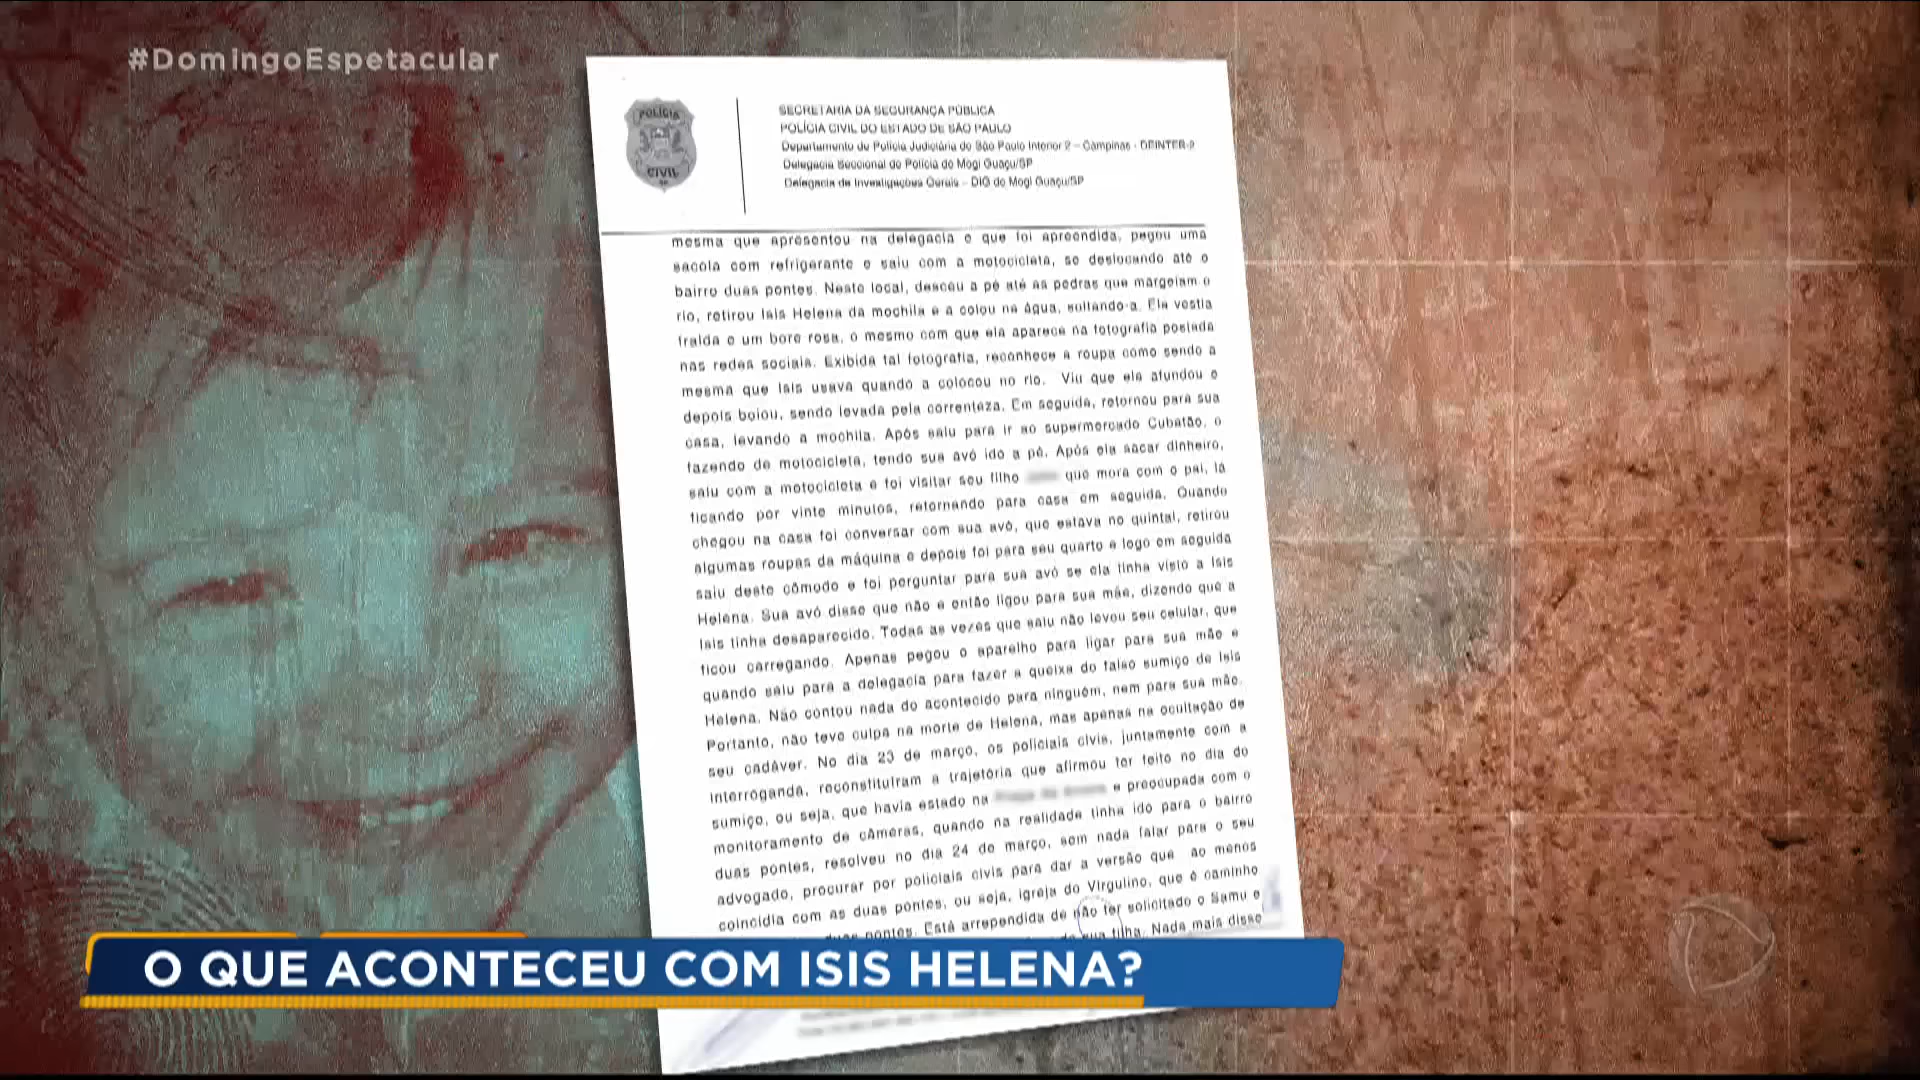 #DomingoEspetacular
POLÍCIA
CIVIL
SP
SECRETARIA DA SEGURANÇA PÚBLICA
POLÍCIA CIVIL DO ESTADO DE SÃO PAULO
Departamento de Polícia Judiciária do São Paulo Interior 2 – Campinas - DEINTER-2
Delegacia Seccional de Polícia de Mogi Guaçu/SP
Delegacia de Investigações Gerais – DIG de Mogi Guaçu/SP
mesma que apresentou na delegacia e que foi apreendida, pegou uma
sacola com refrigerante e saiu com a motocicleta, se deslocando até o
bairro duas pontes. Neste local, desceu a pé até as pedras que margeiam o
rio, retirou Isis Helena da mochila e a colou na água, soltando-a. Ela vestia
fralda e um bore rosa, o mesmo com que ela aparece na fotografia postada
nas redes sociais. Exibida tal fotografia, reconhece a roupa como sendo a
mesma que Isis usava quando a colocou no rio. Viu que ela afundou e
depois boiou, sendo levada pela correnteza. Em seguida, retornou para sua
casa, levando a mochila. Após saiu para ir ao supermercado Cubatão, o
fazendo de motocicleta, tendo sua avó ido a pé. Após ela sacar dinheiro,
saiu com a motocicleta e foi visitar seu filho que mora com o pai, lá
ficando por vinte minutos, retornando para casa em seguida. Quando
chegou na casa foi conversar com sua avó, que estava no quintal, retirou
algumas roupas da máquina e depois foi para seu quarto e logo em seguida
saiu deste cômodo e foi perguntar para sua avó se ela tinha visto a Isis
Helena. Sua avó disse que não e então ligou para sua mãe, dizendo que a
Isis tinha desaparecido. Todas as vezes que saiu não levou seu celular, que
ficou carregando. Apenas pegou o aparelho para ligar para sua mão e
quando saiu para a delegacia para fazer a queixa do falso sumiço de Isis
Helena. Não contou nada do acontecido para ninguém, nem para sua mãe.
Portanto, não teve culpa na morte de Helena, mas apenas na ocultação de
seu cadáver. No dia 23 de março, os policiais civis, juntamente com a
interroganda, reconstituíram a trajetória que afirmou ter feito no dia do
sumiço, ou seja, que havia estado na e preocupada com o
monitoramento de câmeras, quando na realidade tinha ido para o bairro
duas pontes, resolveu no dia 24 de março, sem nada falar para o seu
advogado, procurar por policiais civis para dar a versão que ao menos
coincidia com as duas pontes, ou seja, igreja do Virgulino, que é caminho
duas pontes. Está arrependida de não ter solicitado o Samu e
sua filha. Nada mais disse
O QUE ACONTECEU COM ISIS HELENA?